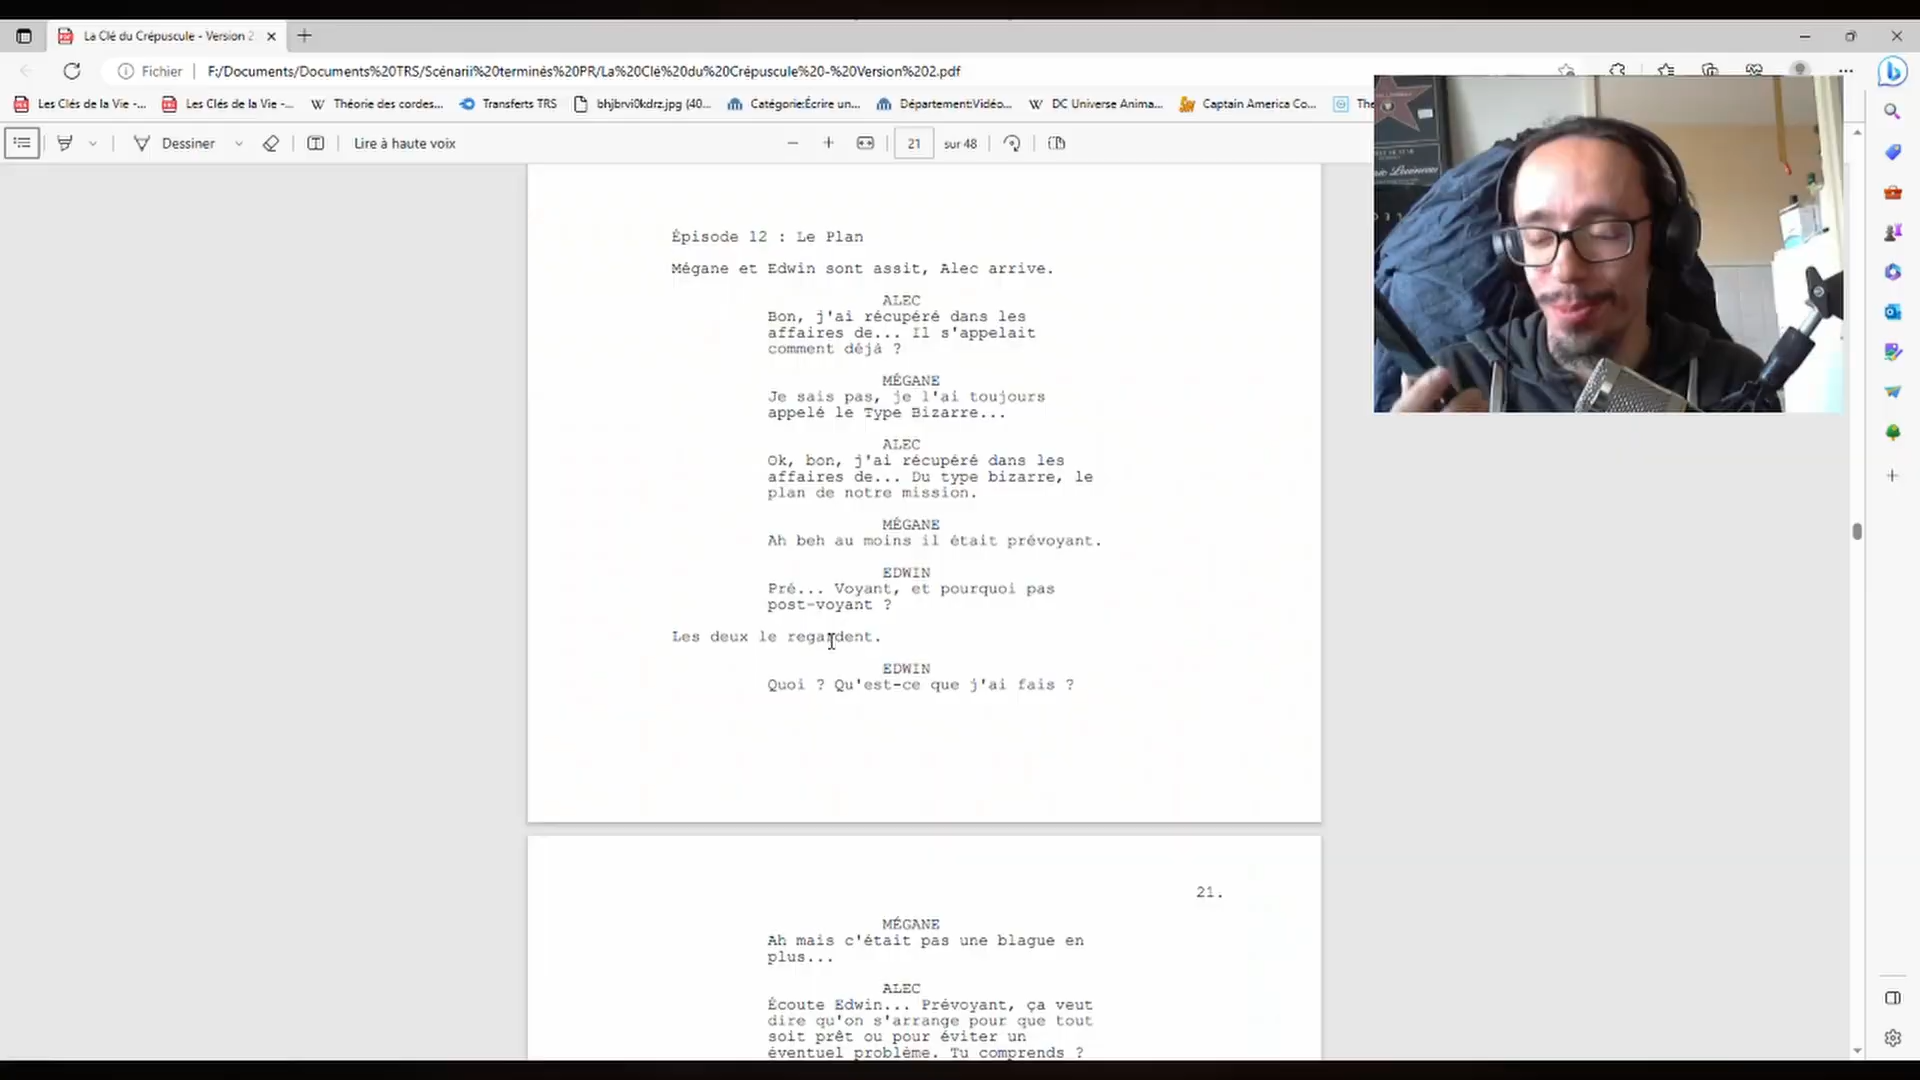 La Clé du Crépuscule - Version 2
Fichier
F:/Documents/Documents%20TRS/Scénarii%20terminés%20PR/La%20Clé%20du%20Crépuscule%20-%20Version%202.pdf
Les Clés de la Vie -...
Les Clés de la Vie -...
Théorie des cordes...
Transferts TRS
bhjbrvi0kdrz.jpg (40...
Catégorie:Écrire un...
Département:Vidéo...
DC Universe Anima...
Captain America Co...
The
Dessiner
Lire à haute voix
21
sur 48
Épisode 12 : Le Plan
Mégane et Edwin sont assit, Alec arrive.
ALEC
Bon, j'ai récupéré dans les
affaires de... Il s'appelait
comment déjà ?
MÉGANE
Je sais pas, je l'ai toujours
appelé le Type Bizarre...
ALEC
Ok, bon, j'ai récupéré dans les
affaires de... Du type bizarre, le
plan de notre mission.
MÉGANE
Ah beh au moins il était prévoyant.
EDWIN
Pré... Voyant, et pourquoi pas
post-voyant ?
Les deux le regardent.
EDWIN
Quoi ? Qu'est-ce que j'ai fais ?
21.
MÉGANE
Ah mais c'était pas une blague en
plus...
ALEC
Écoute Edwin... Prévoyant, ça veut
dire qu'on s'arrange pour que tout
soit prêt ou pour éviter un
éventuel problème. Tu comprends ?